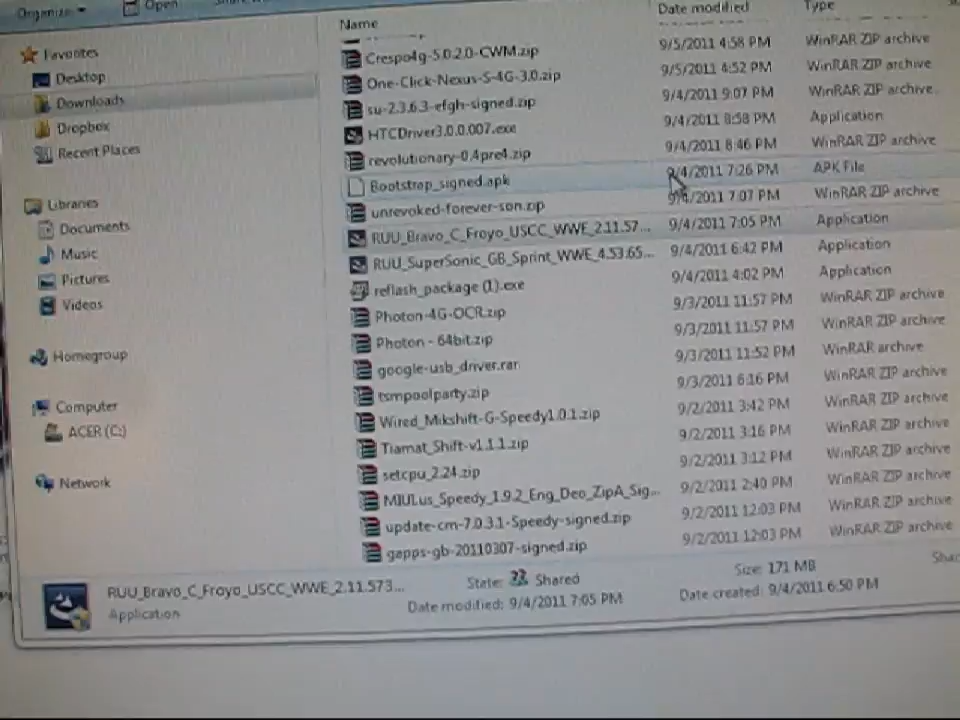 Organize
Open
Name
Date modified
Type
Favorites
Desktop
Downloads
Dropbox
Recent Places
Libraries
Documents
Music
Pictures
Videos
Homegroup
Computer
ACER (C:)
Network
Crespo4g-5.0.2.0-CWM.zip 9/5/2011 4:58 PM WinRAR ZIP archive
One-Click-Nexus-S-4G-3.0.zip 9/5/2011 4:52 PM WinRAR ZIP archive
su-2.3.6.3-efgh-signed.zip 9/4/2011 9:07 PM WinRAR ZIP archive
HTCDriver3.0.0.007.exe 9/4/2011 8:58 PM Application
revolutionary-0.4pre4.zip 9/4/2011 8:46 PM WinRAR ZIP archive
Bootstrap_signed.apk 9/4/2011 7:26 PM APK File
unrevoked-forever-son.zip 9/4/2011 7:07 PM WinRAR ZIP archive
RUU_Bravo_C_Froyo_USCC_WWE_2.11.57... 9/4/2011 7:05 PM Application
RUU_SuperSonic_GB_Sprint_WWE_4.53.65... 9/4/2011 6:42 PM Application
reflash_package (1).exe 9/4/2011 4:02 PM Application
Photon-4G-OCR.zip 9/3/2011 11:57 PM WinRAR ZIP archive
Photon - 64bit.zip 9/3/2011 11:57 PM WinRAR ZIP archive
google-usb_driver.rar 9/3/2011 11:52 PM WinRAR archive
tsmpoolparty.zip 9/3/2011 6:16 PM WinRAR ZIP archive
Wired_Mikshift-G-Speedy1.0.1.zip 9/2/2011 3:42 PM WinRAR ZIP archive
Tiamat_Shift-v1.1.1.zip 9/2/2011 3:16 PM WinRAR ZIP archive
setcpu_2.24.zip 9/2/2011 3:12 PM WinRAR ZIP archive
MIULus_Speedy_1.9.2_Eng_Deo_ZipA_Sig... 9/2/2011 2:40 PM WinRAR ZIP archive
update-cm-7.0.3.1-Speedy-signed.zip 9/2/2011 12:03 PM WinRAR ZIP archive
gapps-gb-20110307-signed.zip 9/2/2011 12:03 PM WinRAR ZIP archive
RUU_Bravo_C_Froyo_USCC_WWE_2.11.573... State: Shared Size: 171 MB
Application Date modified: 9/4/2011 7:05 PM Date created: 9/4/2011 6:50 PM